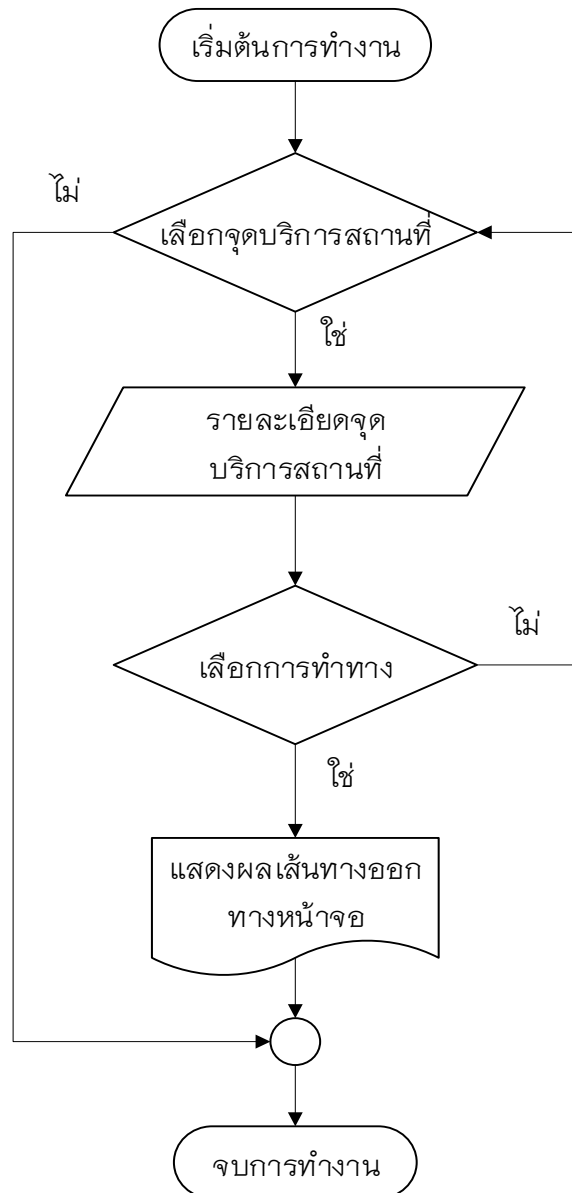 เริ่มต้นการทำงาน
ไม่
เลือกจุดบริการสถานที่
ใช่
รายละเอียดจุด
บริการสถานที่
ไม่
เลือกการทำทาง
ใช่
แสดงผลเส้นทางออก
ทางหน้าจอ
จบการทำงาน